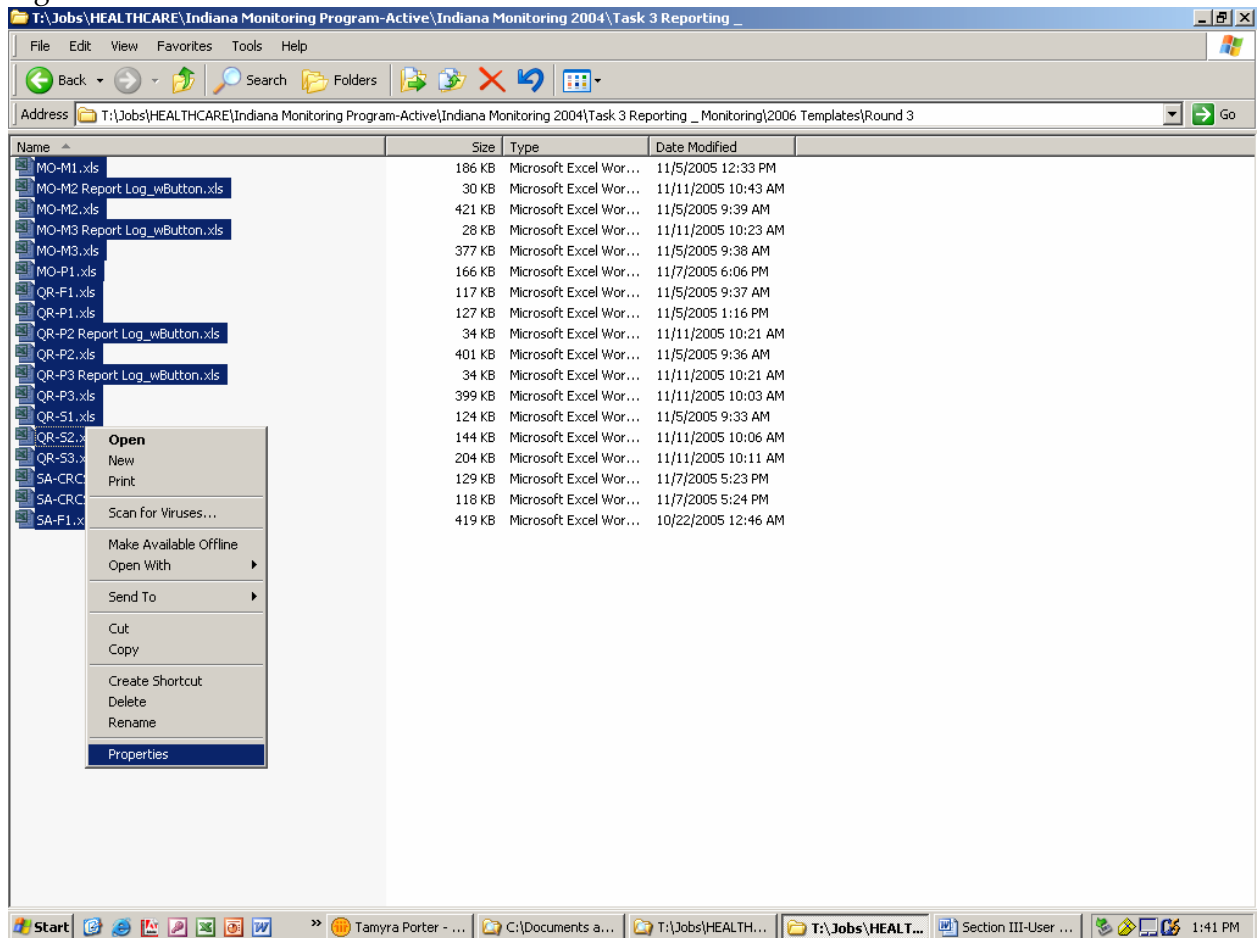 T:\Jobs\HEALTHCARE\Indiana Monitoring Program-Active\Indiana Monitoring 2004\Task 3 Reporting _
File Edit View Favorites Tools Help
Back Search Folders
Address T:\Jobs\HEALTHCARE\Indiana Monitoring Program-Active\Indiana Monitoring 2004\Task 3 Reporting _ Monitoring\2006 Templates\Round 3 Go
Name Size Type Date Modified
MO-M1.xls 186 KB Microsoft Excel Wor... 11/5/2005 12:33 PM
MO-M2 Report Log_wButton.xls 30 KB Microsoft Excel Wor... 11/11/2005 10:43 AM
MO-M2.xls 421 KB Microsoft Excel Wor... 11/5/2005 9:39 AM
MO-M3 Report Log_wButton.xls 28 KB Microsoft Excel Wor... 11/11/2005 10:23 AM
MO-M3.xls 377 KB Microsoft Excel Wor... 11/5/2005 9:38 AM
MO-P1.xls 166 KB Microsoft Excel Wor... 11/7/2005 6:06 PM
QR-F1.xls 117 KB Microsoft Excel Wor... 11/5/2005 9:37 AM
QR-P1.xls 127 KB Microsoft Excel Wor... 11/5/2005 1:16 PM
QR-P2 Report Log_wButton.xls 34 KB Microsoft Excel Wor... 11/11/2005 10:21 AM
QR-P2.xls 401 KB Microsoft Excel Wor... 11/5/2005 9:36 AM
QR-P3 Report Log_wButton.xls 34 KB Microsoft Excel Wor... 11/11/2005 10:21 AM
QR-P3.xls 399 KB Microsoft Excel Wor... 11/11/2005 10:03 AM
QR-S1.xls 124 KB Microsoft Excel Wor... 11/5/2005 9:33 AM
QR-S2.x 144 KB Microsoft Excel Wor... 11/11/2005 10:06 AM
QR-S3.x 204 KB Microsoft Excel Wor... 11/11/2005 10:11 AM
SA-CRC 129 KB Microsoft Excel Wor... 11/7/2005 5:23 PM
SA-CRC 118 KB Microsoft Excel Wor... 11/7/2005 5:24 PM
SA-F1.x 419 KB Microsoft Excel Wor... 10/22/2005 12:46 AM
Open
New
Print
Scan for Viruses...
Make Available Offline
Open With
Send To
Cut
Copy
Create Shortcut
Delete
Rename
Properties
Start » Tamyra Porter - ... C:\Documents a... T:\Jobs\HEALTH... T:\Jobs\HEALT... Section III-User ... 1:41 PM